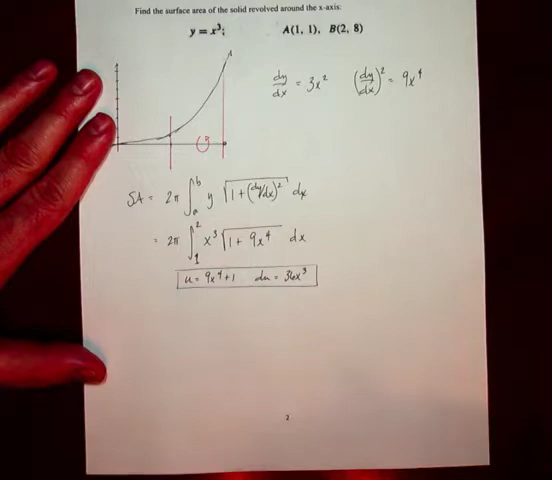 Find the surface area of the solid revolved around the x-axis:
y = x³; A(1, 1), B(2, 8)
dy/dx = 3x² (dy/dx)² = 9x⁴
SA = 2π ∫ₐᵇ y √(1 + (dy/dx)²) dx
= 2π ∫₁² x³ √(1 + 9x⁴) dx
u = 9x⁴ + 1 du = 36x³
2